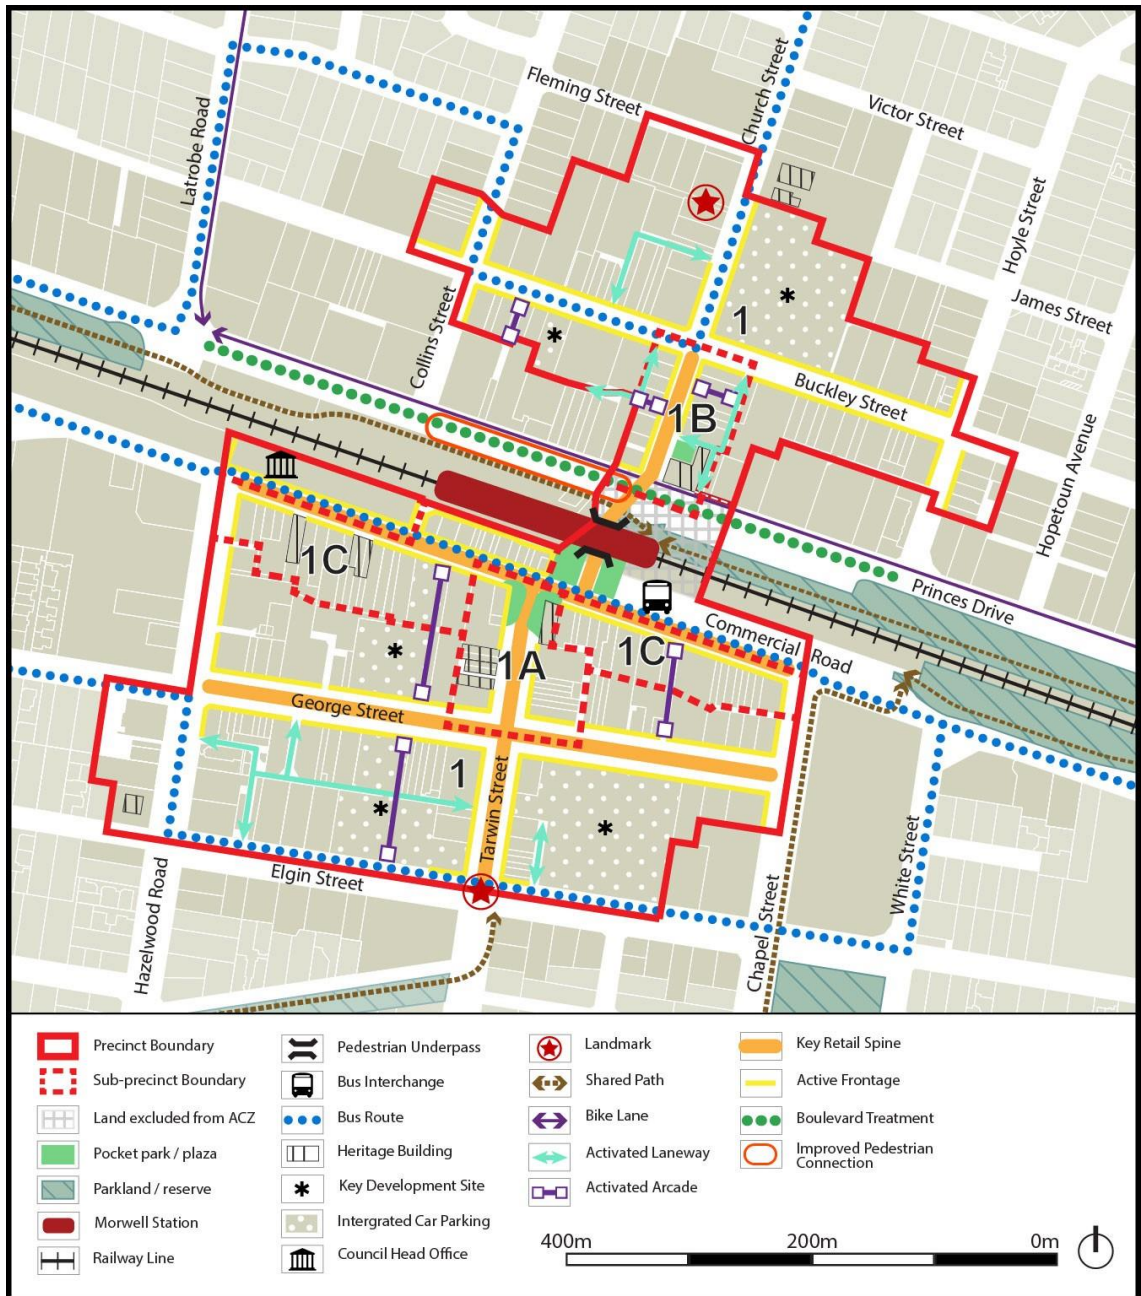 Fleming Street
Church Street
Victor Street
Latrobe Road
Hoyle Street
James Street
Collins Street
1
Buckley Street
1B
Hopetoun Avenue
Princes Drive
1C
Commercial Road
1C
1A
George Street
1
Tarwin Street
Elgin Street
White Street
Hazelwood Road
Chapel Street
Precinct Boundary
Sub-precinct Boundary
Land excluded from ACZ
Pocket park / plaza
Parkland / reserve
Morwell Station
Railway Line
Pedestrian Underpass
Bus Interchange
Bus Route
Heritage Building
Key Development Site
Intergrated Car Parking
Council Head Office
Landmark
Shared Path
Bike Lane
Activated Laneway
Activated Arcade
Key Retail Spine
Active Frontage
Boulevard Treatment
Improved Pedestrian
Connection
400m 200m 0m